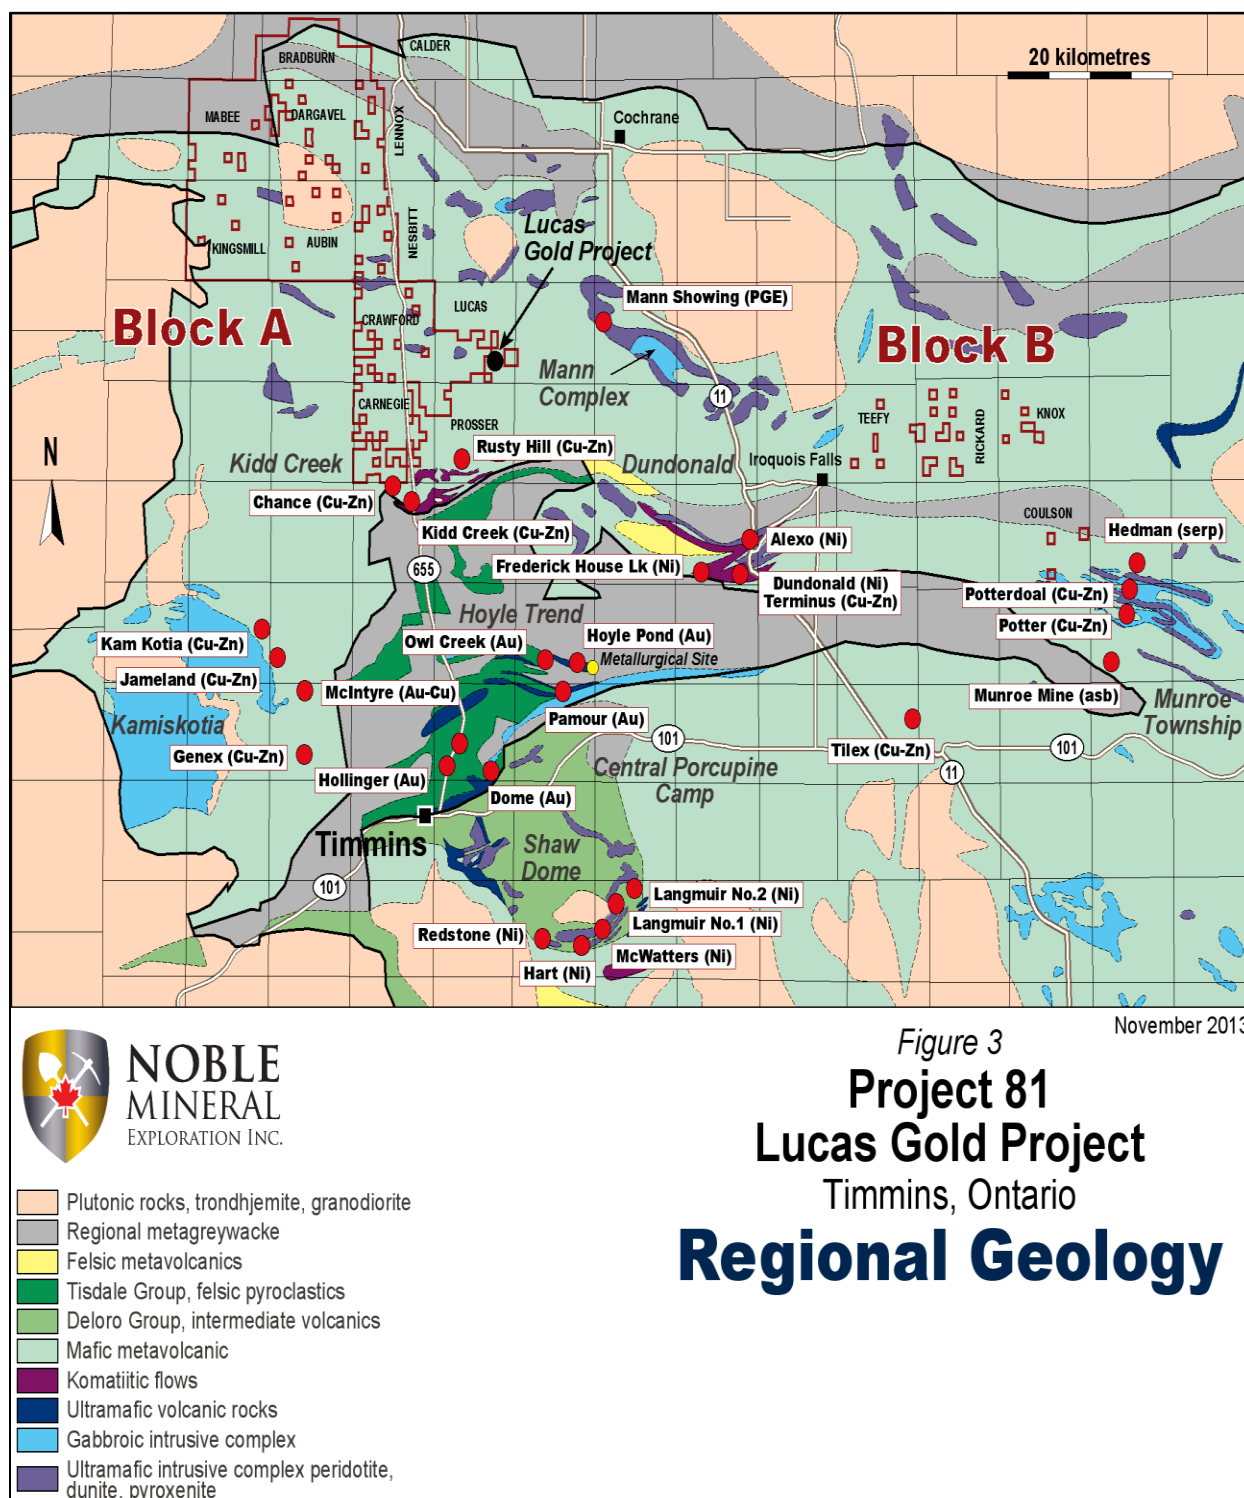 CALDER
BRADBURN
20 kilometres
MABEE
DARGAVEL
LENNOX
Cochrane
KINGSMILL
AUBIN
NESBITT
Lucas
Gold Project
LUCAS
Mann Showing (PGE)
Block A
CRAWFORD
Block B
Mann
Complex
11
CARNEGIE
PROSSER
TEEFY
RICKARD
KNOX
N
Kidd Creek
Rusty Hill (Cu-Zn)
Dundonald
Iroquois Falls
Chance (Cu-Zn)
COULSON
Kidd Creek (Cu-Zn)
Alexo (Ni)
Hedman (serp)
655
Frederick House Lk (Ni)
Dundonald (Ni)
Terminus (Cu-Zn)
Potterdoal (Cu-Zn)
Hoyle Trend
Potter (Cu-Zn)
Kam Kotia (Cu-Zn)
Owl Creek (Au)
Hoyle Pond (Au)
Metallurgical Site
Jameland (Cu-Zn)
McIntyre (Au-Cu)
Munroe Mine (asb)
Munroe
Township
Kamiskotia
Pamour (Au)
Genex (Cu-Zn)
101
Tilex (Cu-Zn)
101
Central Porcupine
Camp
11
Hollinger (Au)
Dome (Au)
Timmins
Shaw
Dome
101
Langmuir No.2 (Ni)
Langmuir No.1 (Ni)
Redstone (Ni)
McWatters (Ni)
Hart (Ni)
November 2013
Figure 3
Project 81
Lucas Gold Project
Timmins, Ontario
Regional Geology
NOBLE
MINERAL
EXPLORATION INC.
Plutonic rocks, trondhjemite, granodiorite
Regional metagreywacke
Felsic metavolcanics
Tisdale Group, felsic pyroclastics
Deloro Group, intermediate volcanics
Mafic metavolcanic
Komatiitic flows
Ultramafic volcanic rocks
Gabbroic intrusive complex
Ultramafic intrusive complex peridotite,
dunite, pyroxenite